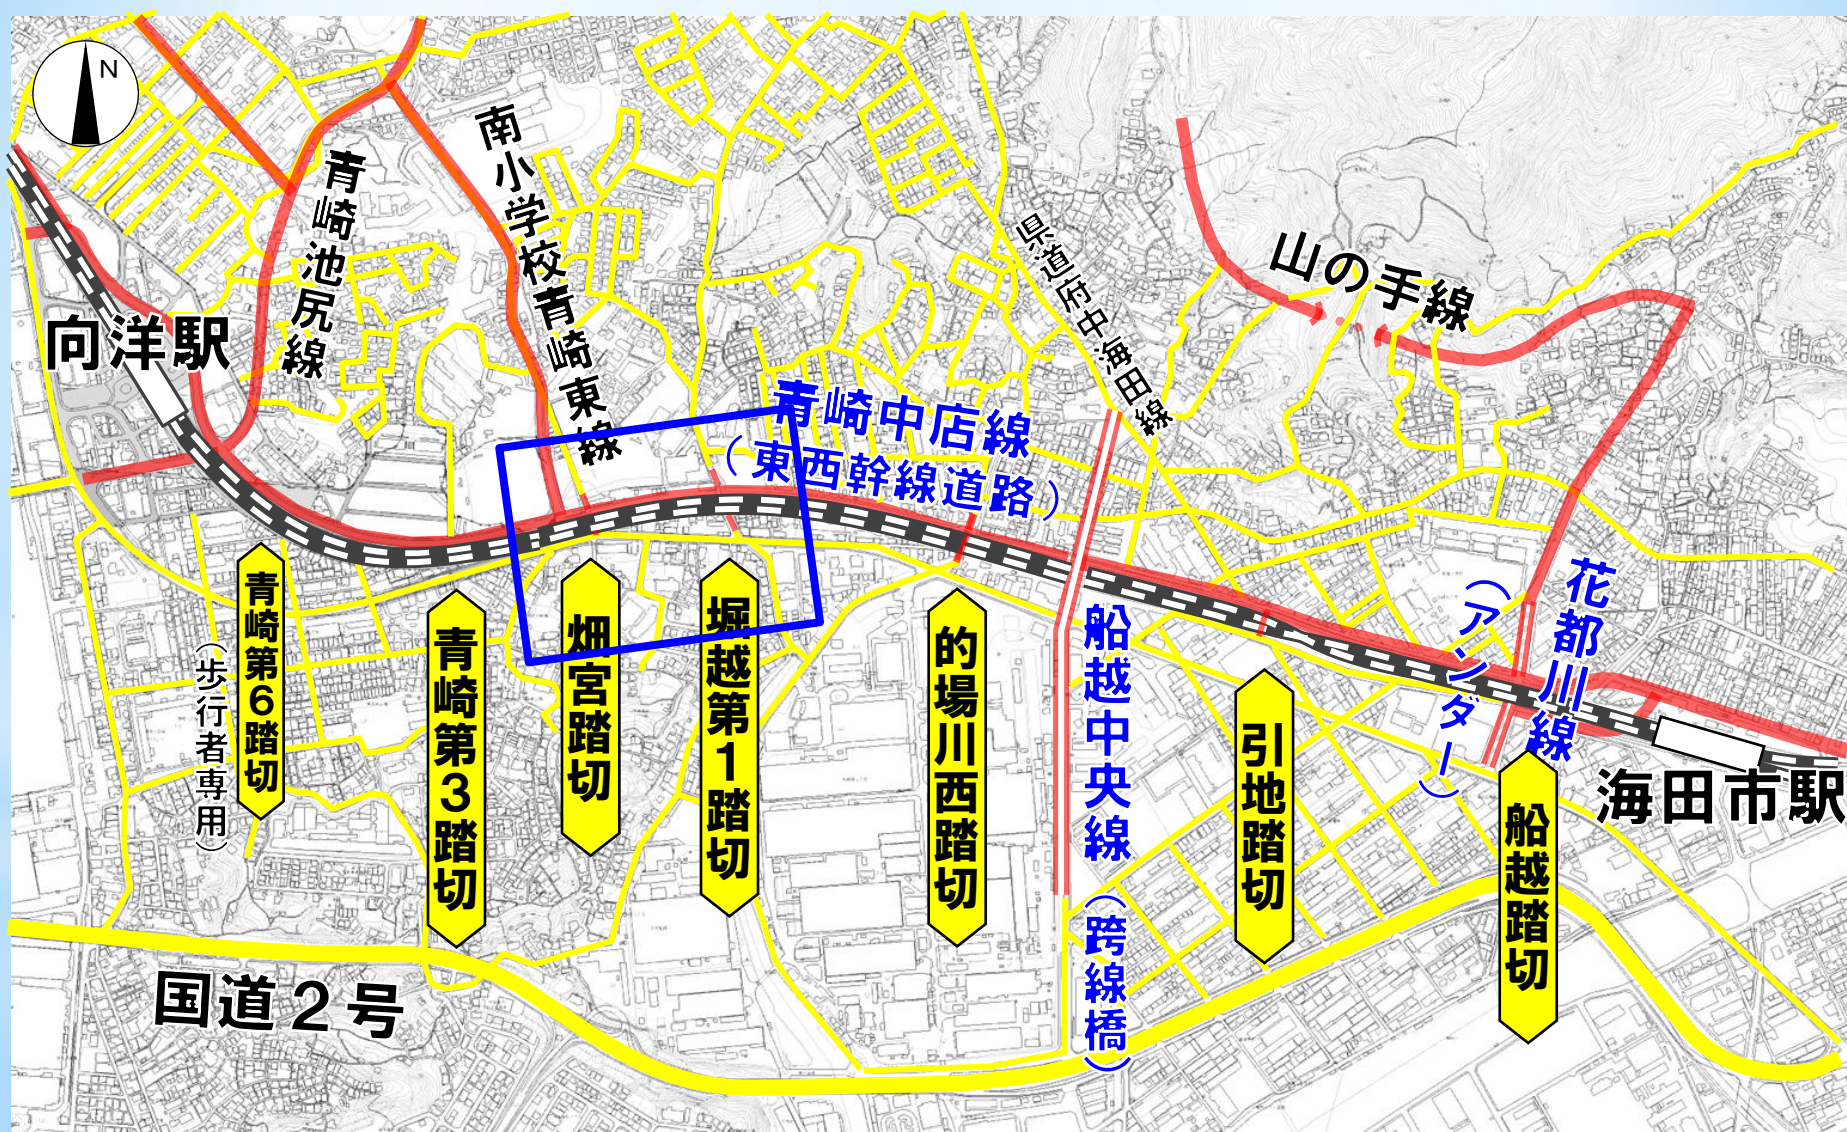 N
南小学校青崎東線
青崎池尻線
県道府中海田線
山の手線
向洋駅
青崎中店線
（東西幹線道路）
青崎第６踏切
（歩行者専用）
青崎第３踏切
畑宮踏切
堀越第１踏切
的場川西踏切
船越中央線（跨線橋）
引地踏切
花都川線
（アンダー）
船越踏切
海田市駅
国道２号